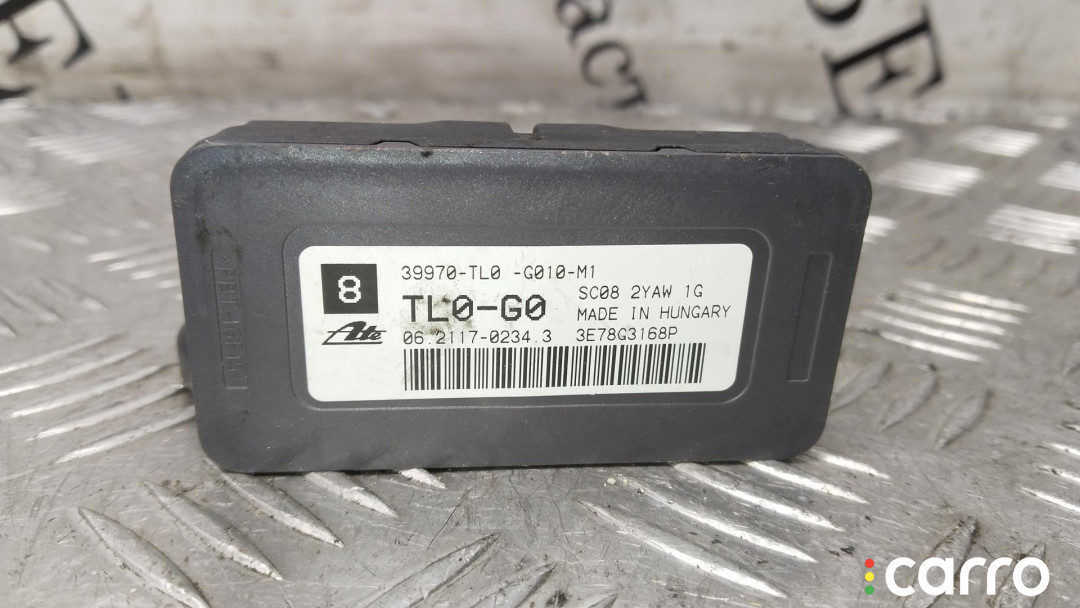 8
39970-TL0 -G010-M1
TL0-G0
SC08 2YAW 1G
MADE IN HUNGARY
Ate
06.2117-0234.3 3E78G3168P
carro